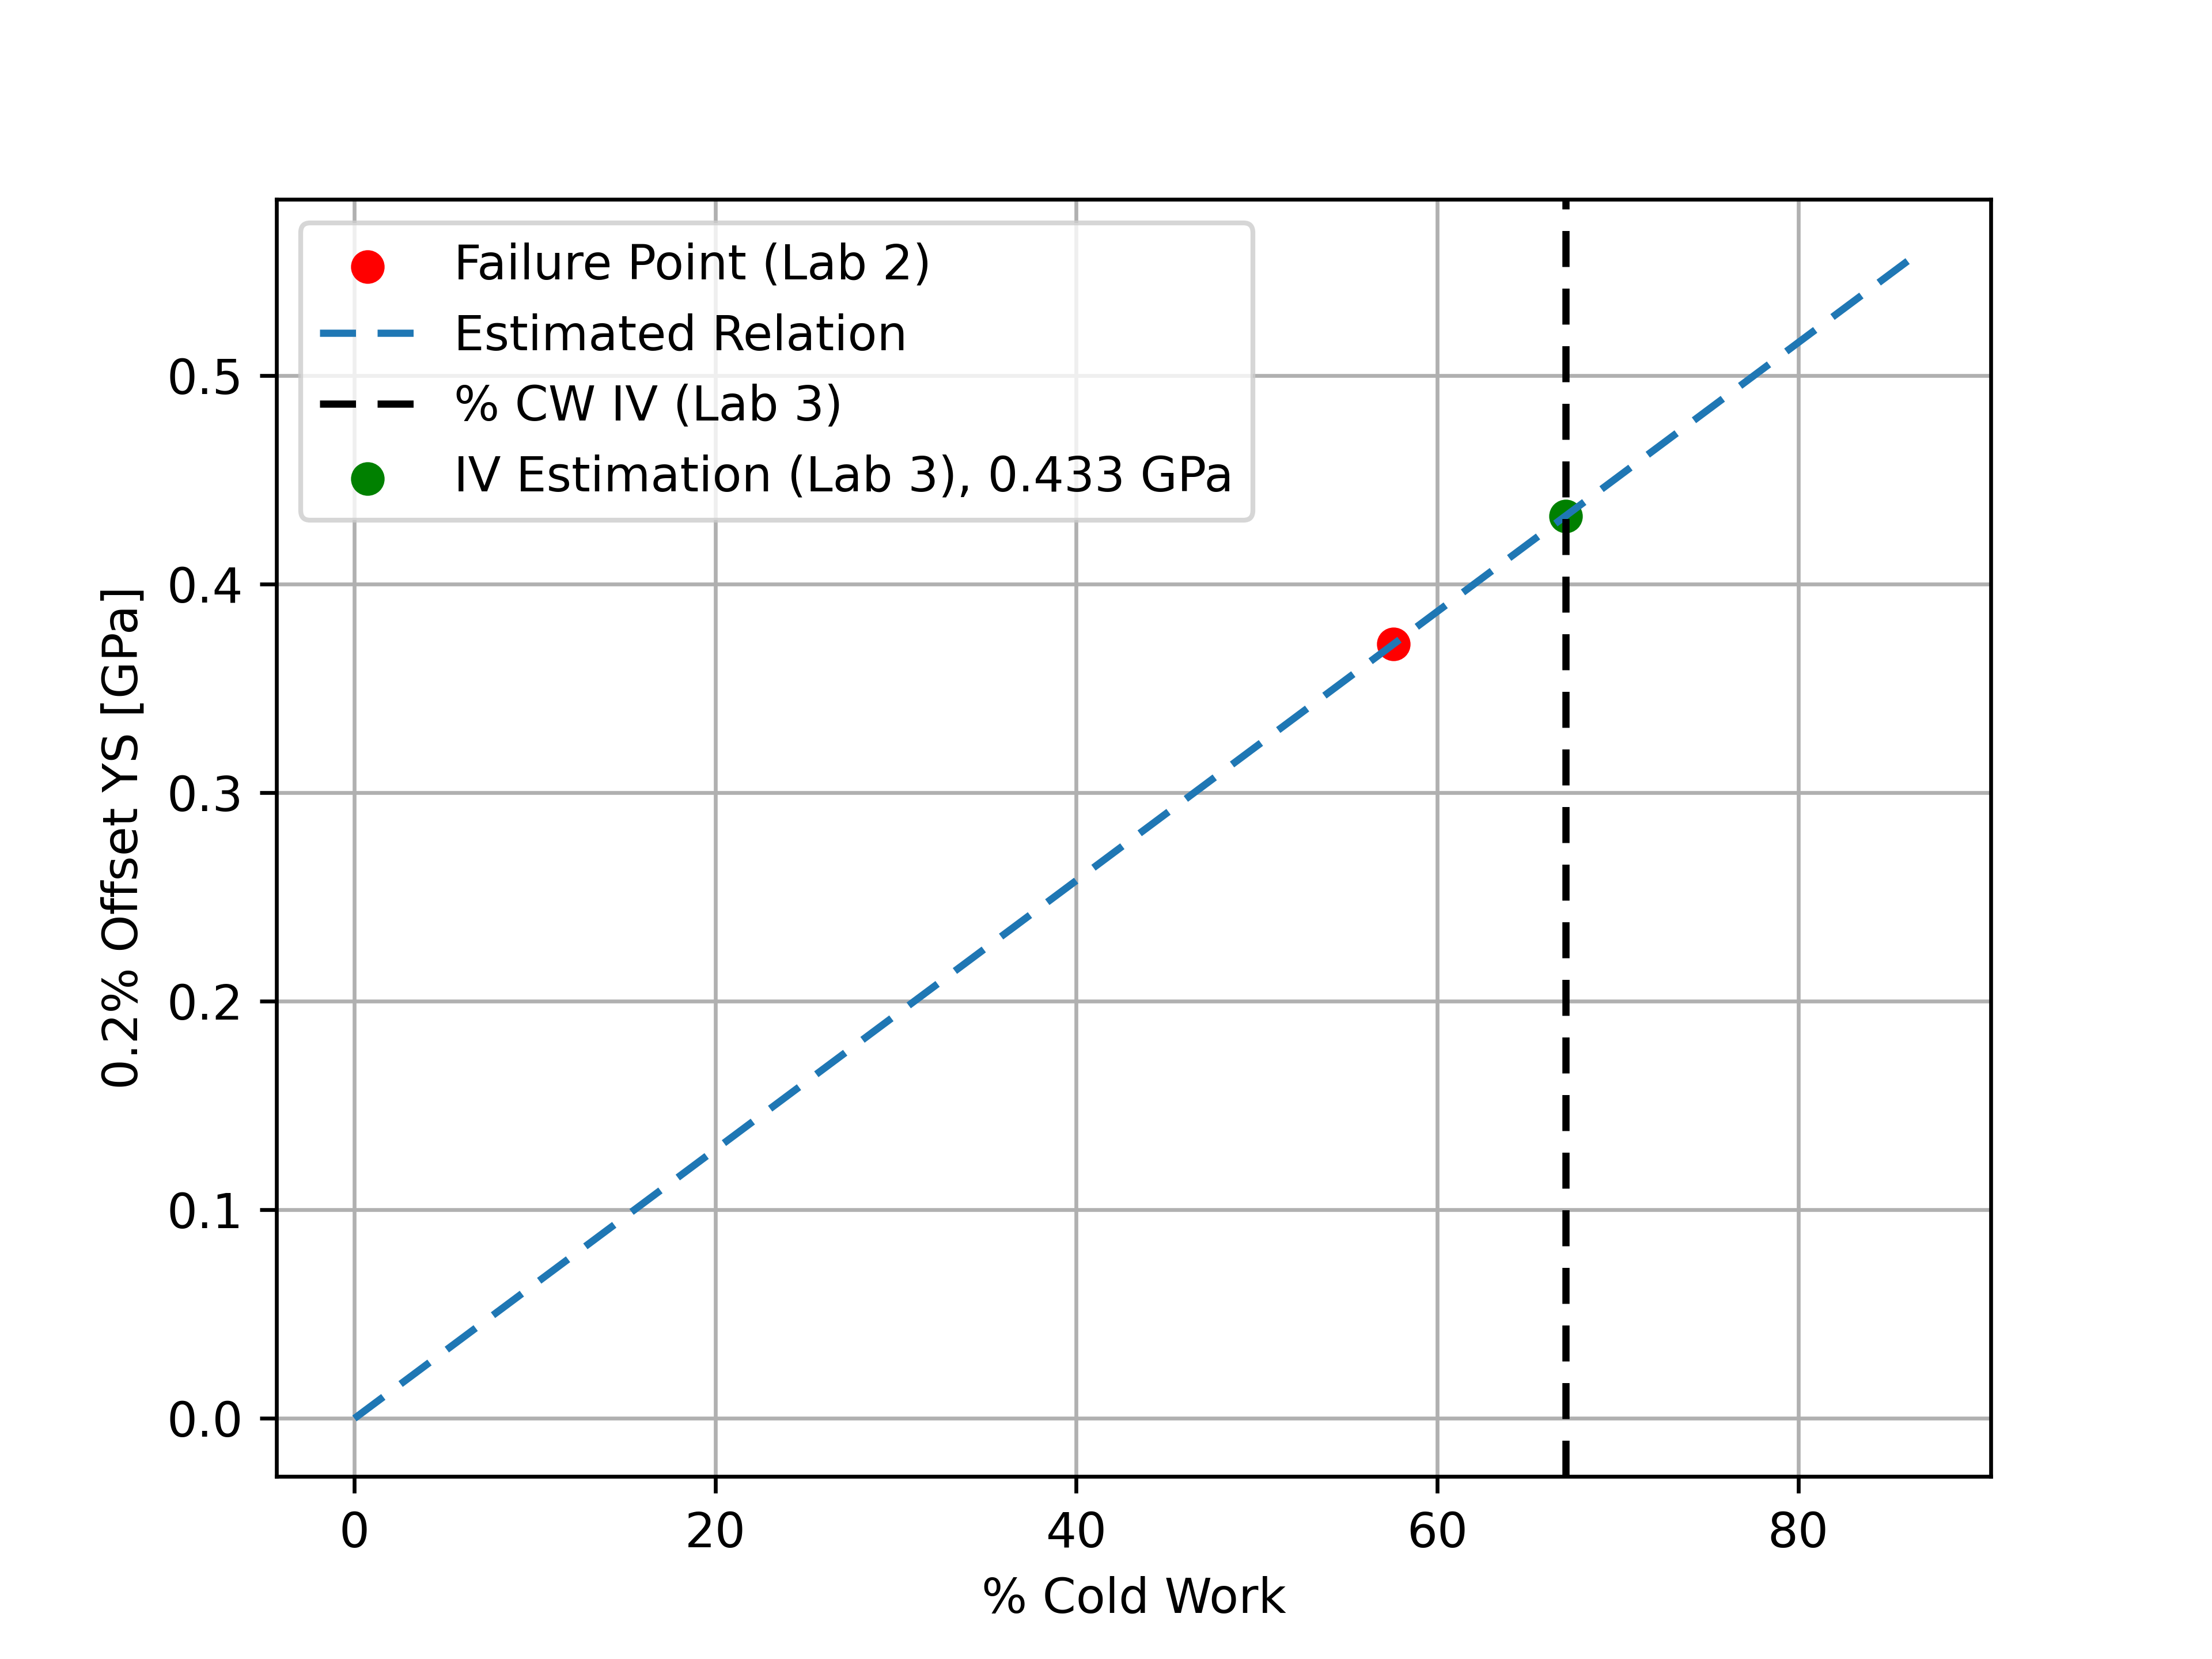 Failure Point (Lab 2)
Estimated Relation
% CW IV (Lab 3)
IV Estimation (Lab 3), 0.433 GPa
0.2% Offset YS [GPa]
0.5
0.4
0.3
0.2
0.1
0.0
0 20 40 60 80
% Cold Work